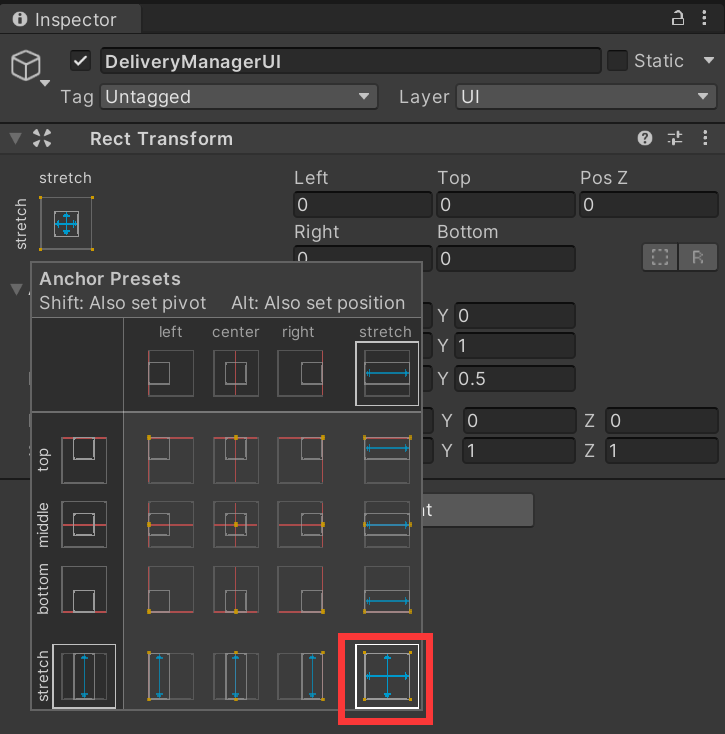 Inspector
DeliveryManagerUI
Static
Tag Untagged Layer UI
Rect Transform
stretch
stretch
Left Top Pos Z
0 0 0
Right Bottom
0 0
R
Anchor Presets
Shift: Also set pivot Alt: Also set position
Y 0
left center right stretch
Y 1
Y 0.5
Y 0 Z 0
top
Y 1 Z 1
middle
bottom
stretch